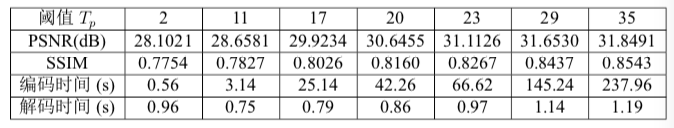 阈值 Tp 2 11 17 20 23 29 35
PSNR(dB) 28.1021 28.6581 29.9234 30.6455 31.1126 31.6530 31.8491
SSIM 0.7754 0.7827 0.8026 0.8160 0.8267 0.8437 0.8543
编码时间 (s) 0.56 3.14 25.14 42.26 66.62 145.24 237.96
解码时间 (s) 0.96 0.75 0.79 0.86 0.97 1.14 1.19